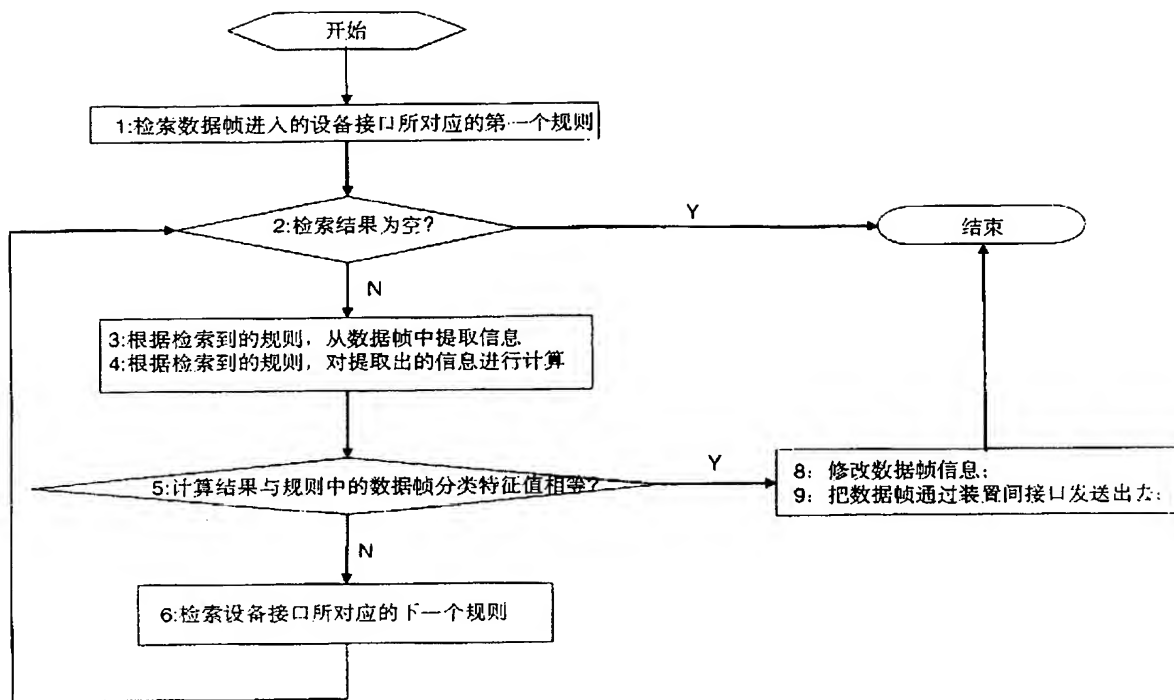 开始
1:检索数据帧进入的设备接口所对应的第一个规则
2:检索结果为空?
Y
结束
N
3:根据检索到的规则，从数据帧中提取信息
4:根据检索到的规则，对提取出的信息进行计算
5:计算结果与规则中的数据帧分类特征值相等?
Y
8：修改数据帧信息；
9：把数据帧通过装置间接口发送出去；
N
6:检索设备接口所对应的下一个规则